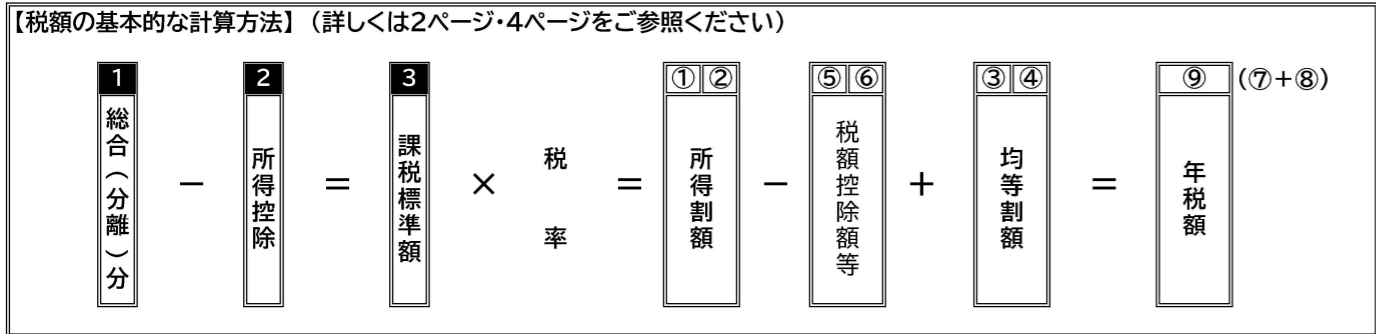 【税額の基本的な計算方法】（詳しくは2ページ・4ページをご参照ください）
1 2 3 ①② ⑤⑥ ③④ ⑨ (⑦+⑧)
総合（分離）分 － 所得控除 ＝ 課税標準額 × 税率 ＝ 所得割額 － 税額控除額等 ＋ 均等割額 ＝ 年税額